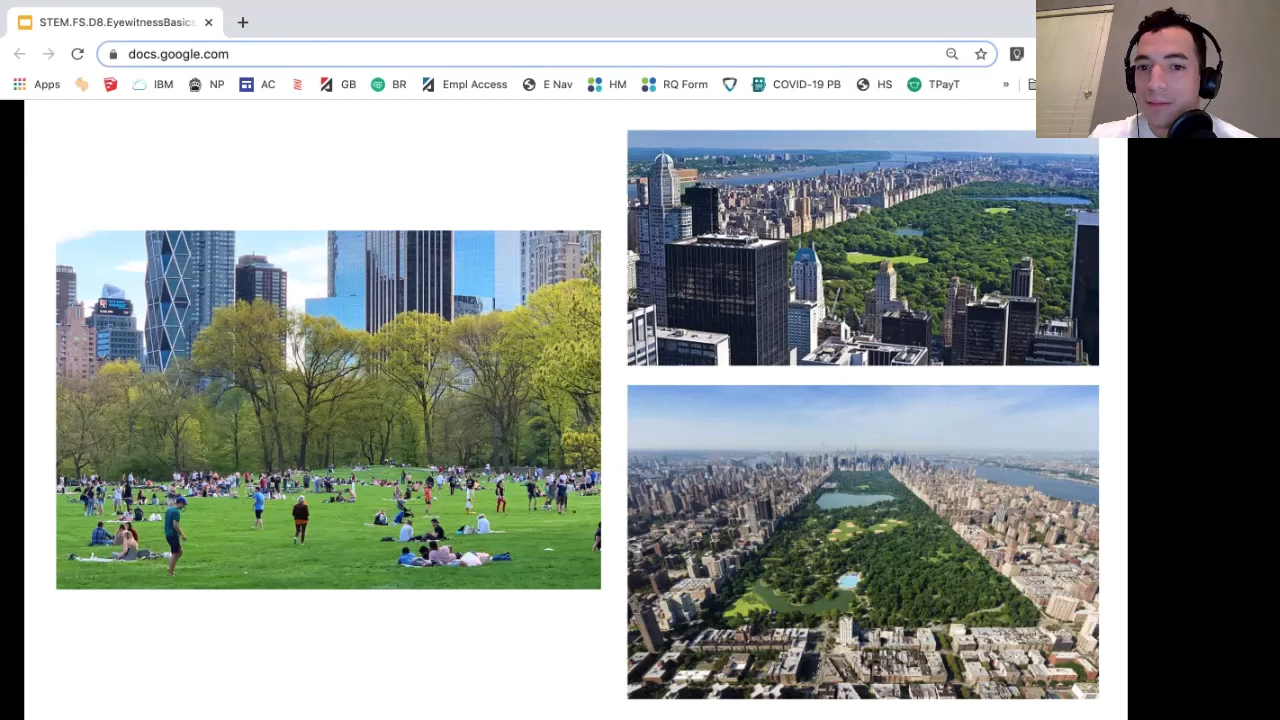 STEM.FS.D8.EyewitnessBasics
docs.google.com
Apps IBM NP AC GB BR Empl Access E Nav HM RQ Form COVID-19 PB HS TPayT »